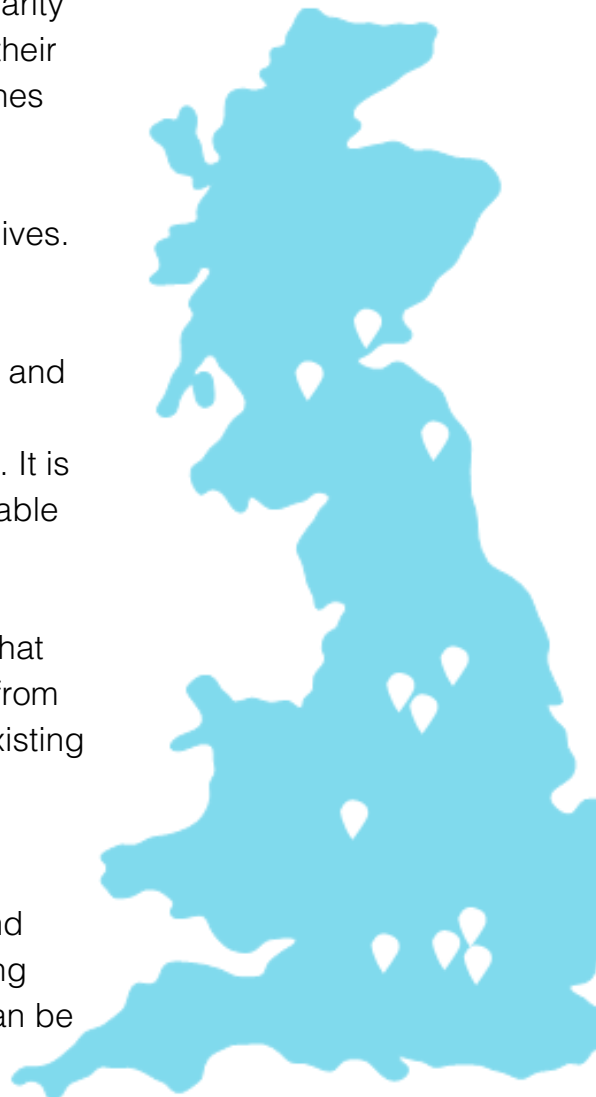 arity
their
nes
ives.
and
. It is
able
hat
from
xisting
nd
ng
an be